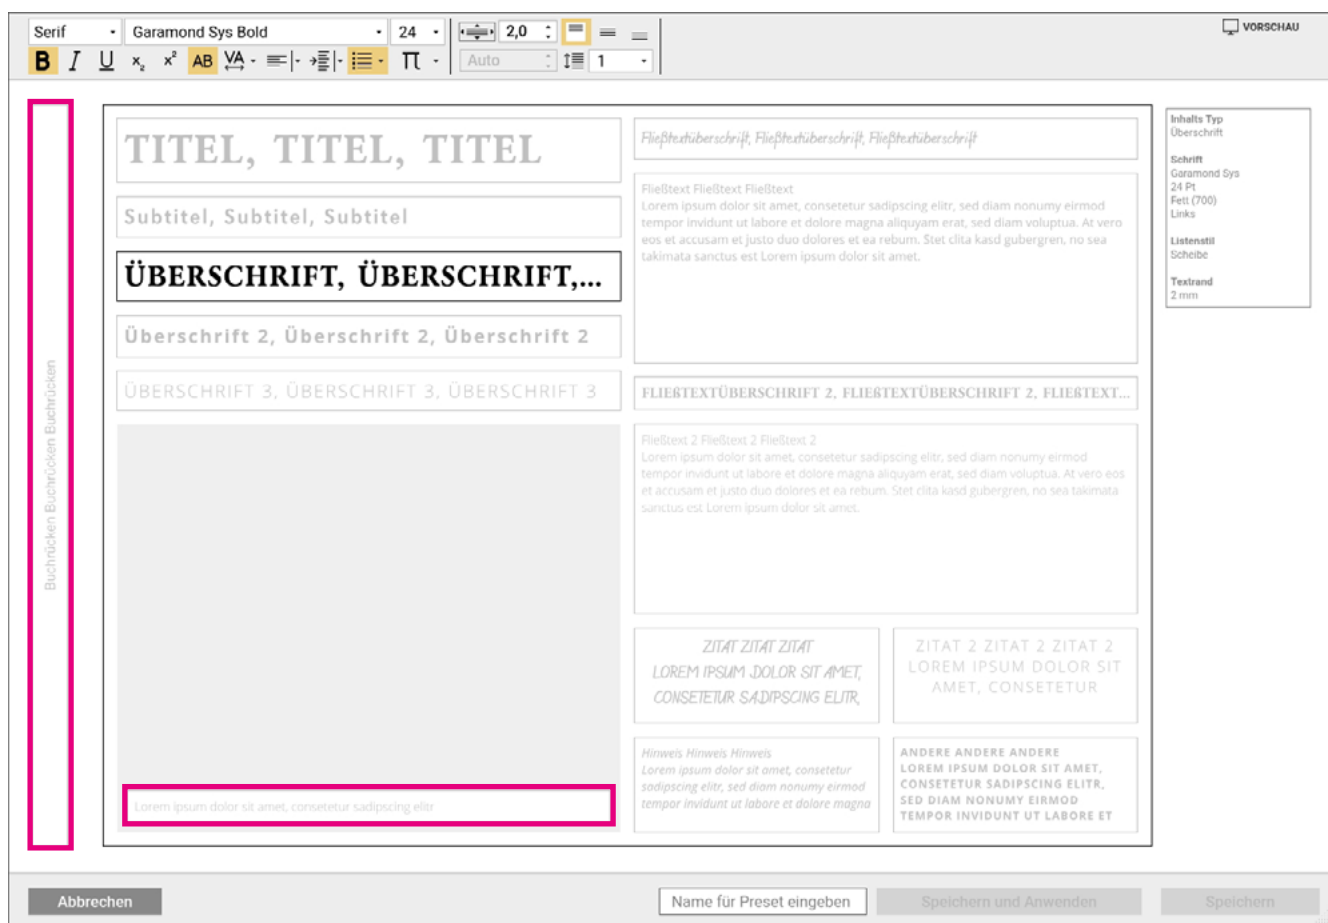 Serif
Garamond Sys Bold
24
2,0
VORSCHAU
B I U x₂ x² AB VA π
Auto
1
Buchrücken Buchrücken Buchrücken
TITEL, TITEL, TITEL
Subtitel, Subtitel, Subtitel
ÜBERSCHRIFT, ÜBERSCHRIFT,...
Überschrift 2, Überschrift 2, Überschrift 2
ÜBERSCHRIFT 3, ÜBERSCHRIFT 3, ÜBERSCHRIFT 3
Lorem ipsum dolor sit amet, consetetur sadipscing elitr
Fließtextüberschrift, Fließtextüberschrift, Fließtextüberschrift
Fließtext Fließtext Fließtext
Lorem ipsum dolor sit amet, consetetur sadipscing elitr, sed diam nonumy eirmod
tempor invidunt ut labore et dolore magna aliquyam erat, sed diam voluptua. At vero
eos et accusam et justo duo dolores et ea rebum. Stet clita kasd gubergren, no sea
takimata sanctus est Lorem ipsum dolor sit amet.
FLIEßTEXTÜBERSCHRIFT 2, FLIEßTEXTÜBERSCHRIFT 2, FLIEßTEXT...
Fließtext 2 Fließtext 2 Fließtext 2
Lorem ipsum dolor sit amet, consetetur sadipscing elitr, sed diam nonumy eirmod
tempor invidunt ut labore et dolore magna aliquyam erat, sed diam voluptua. At vero eos
et accusam et justo duo dolores et ea rebum. Stet clita kasd gubergren, no sea takimata
sanctus est Lorem ipsum dolor sit amet.
ZITAT ZITAT ZITAT
LOREM IPSUM DOLOR SIT AMET,
CONSETETUR SADIPSCING ELITR,
ZITAT 2 ZITAT 2 ZITAT 2
LOREM IPSUM DOLOR SIT
AMET, CONSETETUR
Hinweis Hinweis Hinweis
Lorem ipsum dolor sit amet, consetetur
sadipscing elitr, sed diam nonumy eirmod
tempor invidunt ut labore et dolore magna
ANDERE ANDERE ANDERE
LOREM IPSUM DOLOR SIT AMET,
CONSETETUR SADIPSCING ELITR,
SED DIAM NONUMY EIRMOD
TEMPOR INVIDUNT UT LABORE ET
Inhalts Typ
Überschrift
Schrift
Garamond Sys
24 Pt
Fett (700)
Links
Listenstil
Scheibe
Textrand
2 mm
Abbrechen
Name für Preset eingeben
Speichern und Anwenden
Speichern